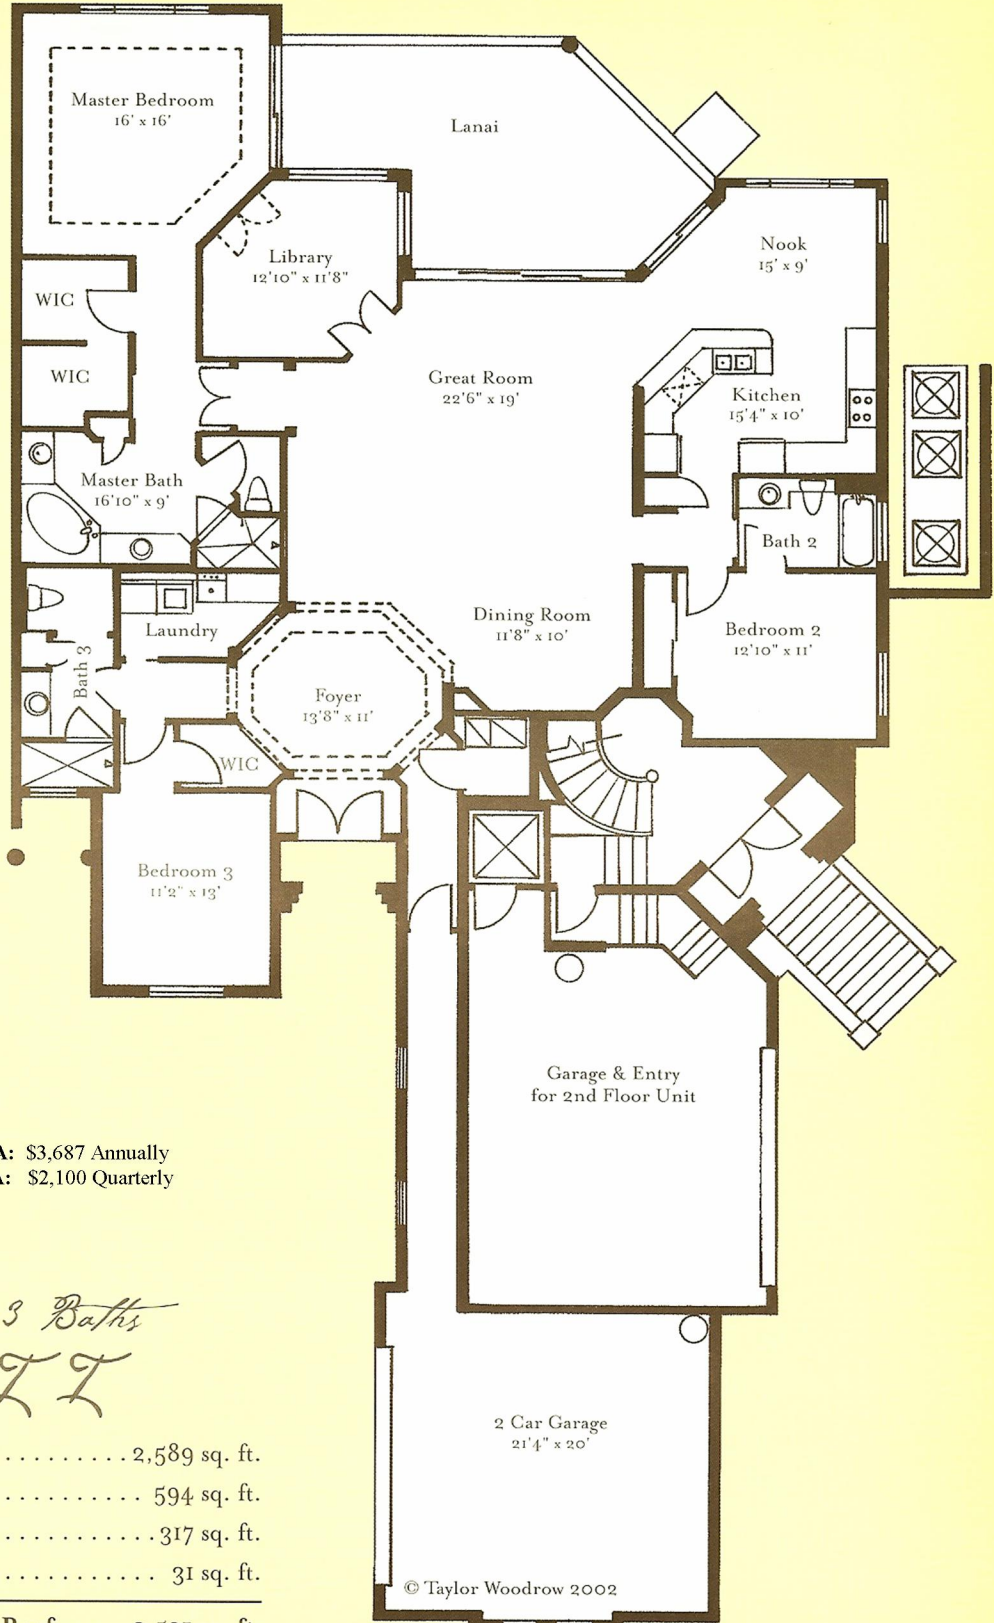 Master Bedroom
16' x 16'
Lanai
Nook
15' x 9'
Library
12'10" x 11'8"
WIC
WIC
Great Room
22'6" x 19'
Kitchen
15'4" x 10'
Master Bath
16'10" x 9'
Bath 2
Laundry
Dining Room
11'8" x 10'
Bedroom 2
12'10" x 11'
Bath 3
Foyer
13'8" x 11'
WIC
Bedroom 3
11'2" x 13'
Garage & Entry
for 2nd Floor Unit
A: $3,687 Annually
A: $2,100 Quarterly
3 Baths
II
2 Car Garage
21'4" x 20'
.........2,589 sq. ft.
.......... 594 sq. ft.
...........317 sq. ft.
........... 31 sq. ft.
© Taylor Woodrow 2002